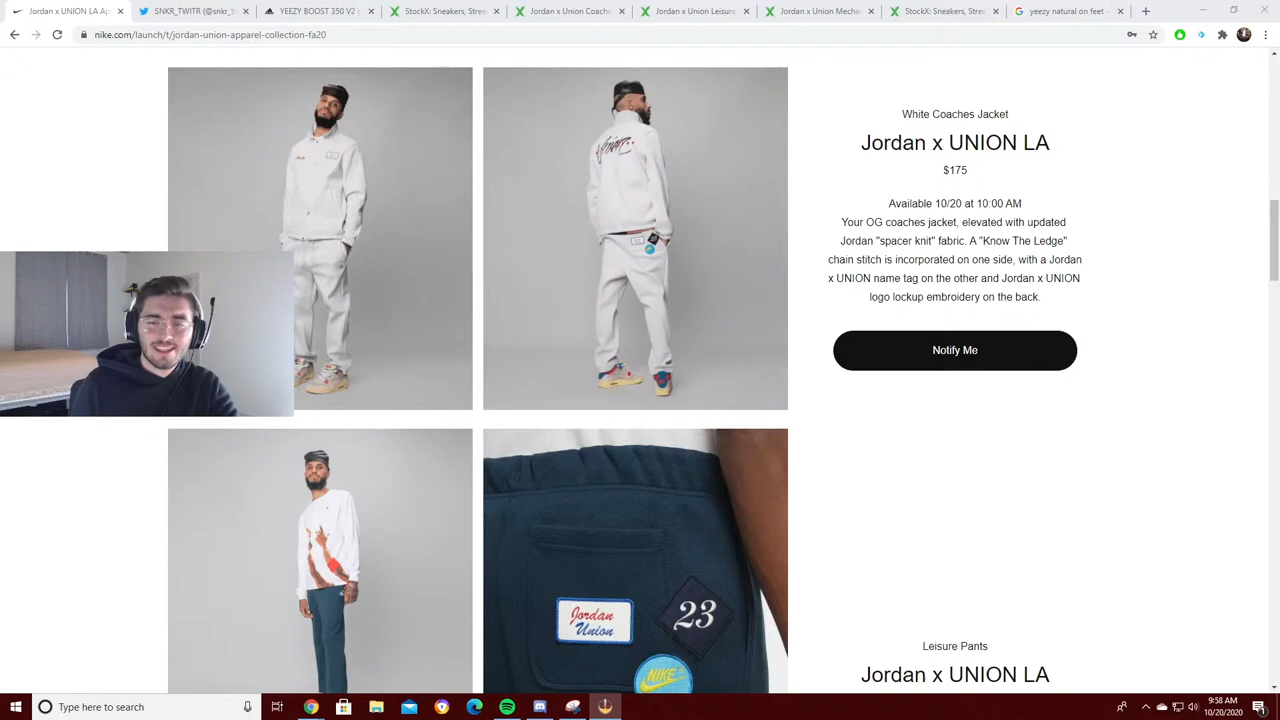 Jordan x UNION LA Ap
SNKR_TWITR (@snkr_tw
YEEZY BOOST 350 V2 |
StockX: Sneakers, Stree
Jordan x Union Coache
Jordan x Union Leisure
Jordan x Union Mecha
StockX: Sneakers, Stree
yeezy natural on feet -
nike.com/launch/t/jordan-union-apparel-collection-fa20
White Coaches Jacket
Jordan x UNION LA
$175
Available 10/20 at 10:00 AM
Your OG coaches jacket, elevated with updated
Jordan "spacer knit" fabric. A "Know The Ledge"
chain stitch is incorporated on one side, with a Jordan
x UNION name tag on the other and Jordan x UNION
logo lockup embroidery on the back.
Notify Me
Union
Jordan
Union
23
NIKE
Leisure Pants
Jordan x UNION LA
Type here to search
9:58 AM
10/20/2020